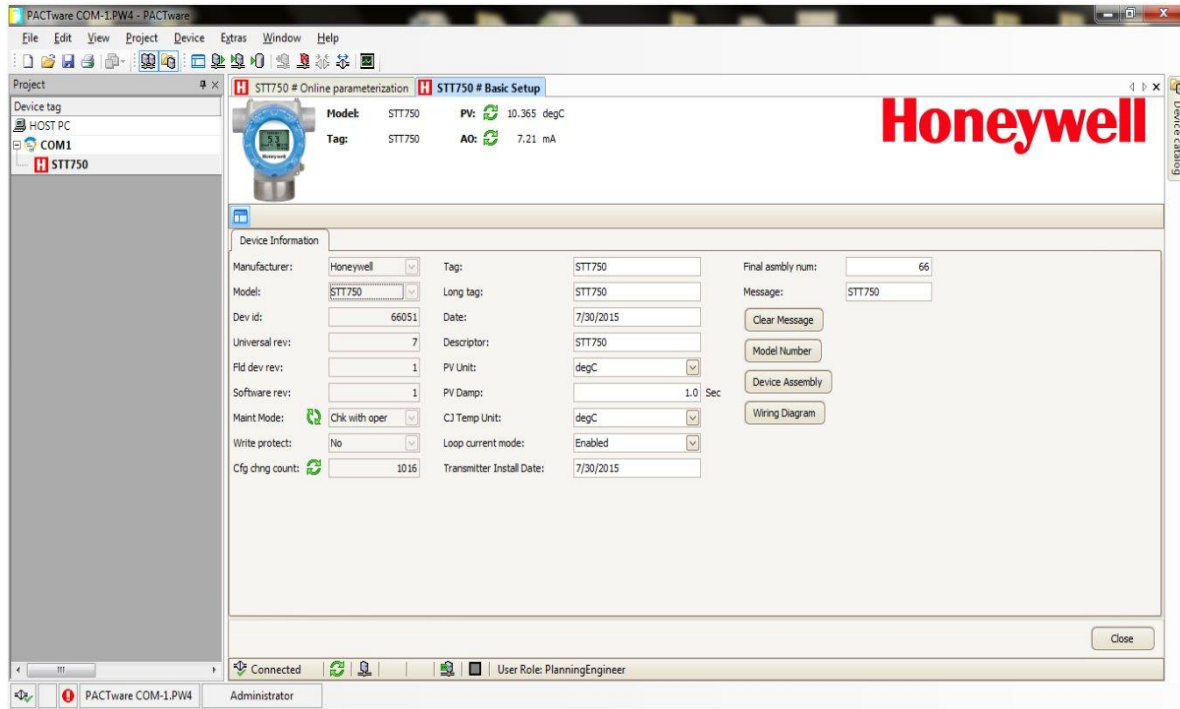 PACTware COM-1.PW4 - PACTware
File Edit View Project Device Extras Window Help
Project
Device tag
HOST PC
COM1
STT750
STT750 # Online parameterization
STT750 # Basic Setup
Model: STT750 PV: 10.365 degC
Tag: STT750 AO: 7.21 mA
Honeywell
Device catalog
Device Information
Manufacturer: Honeywell Tag: STT750 Final asmbly num: 66
Model: STT750 Long tag: STT750 Message: STT750
Dev id: 66051 Date: 7/30/2015 Clear Message
Universal rev: 7 Descriptor: STT750 Model Number
Fld dev rev: 1 PV Unit: degC Device Assembly
Software rev: 1 PV Damp: 1.0 Sec
Maint Mode: Chk with oper CJ Temp Unit: degC Wiring Diagram
Write protect: No Loop current mode: Enabled
Cfg chng count: 1016 Transmitter Install Date: 7/30/2015
Close
Connected User Role: PlanningEngineer
PACTware COM-1.PW4 Administrator